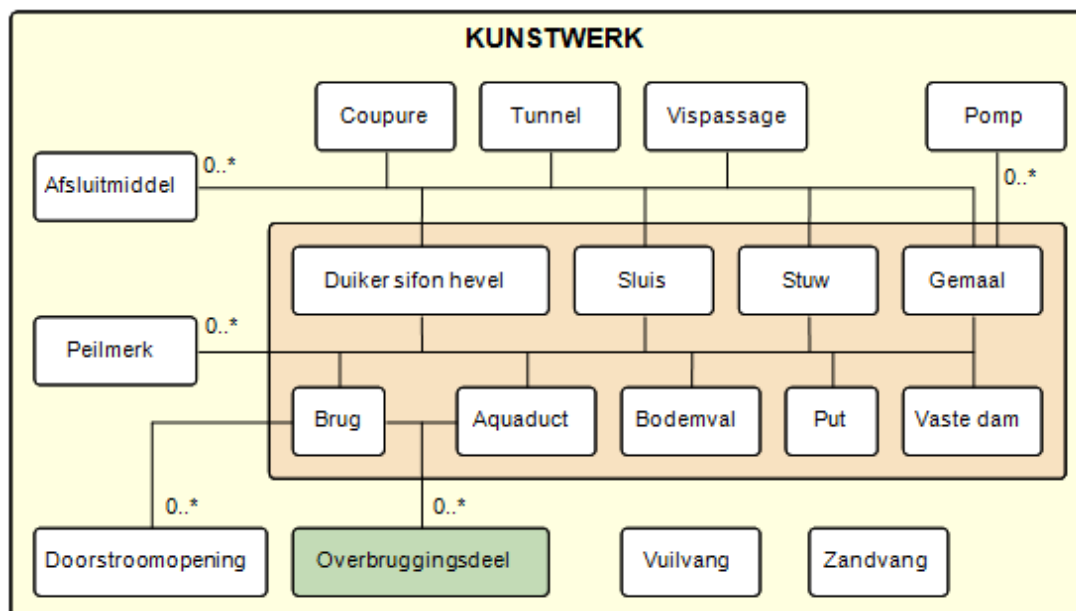 KUNSTWERK
Coupure
Tunnel
Vispassage
Pomp
Afsluitmiddel
0..*
0..*
Duiker sifon hevel
Sluis
Stuw
Gemaal
Peilmerk
0..*
Brug
Aquaduct
Bodemval
Put
Vaste dam
0..*
0..*
Doorstroomopening
Overbruggingsdeel
Vuilvang
Zandvang